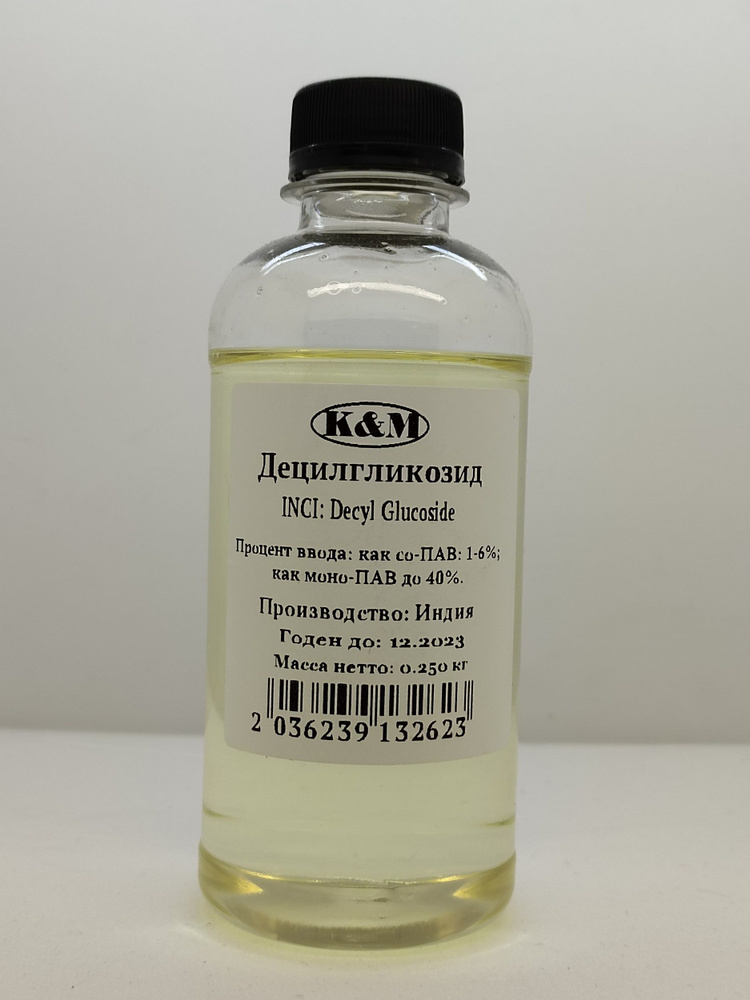 K&M
Децилгликозид
INCI: Decyl Glucoside
Процент ввода: как со-ПАВ: 1-6%;
как моно-ПАВ до 40%.
Производство: Индия
Годен до: 12.2023
Масса нетто: 0.250 кг
2 036239 132623